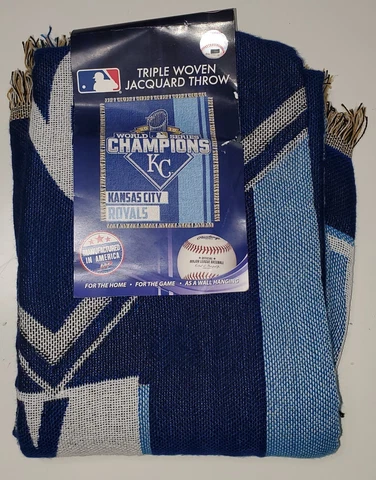 TRIPLE WOVEN
JACQUARD THROW
WORLD SERIES
CHAMPIONS
KC
KANSAS CITY
ROYALS
MANUFACTURED
IN AMERICA
FOR THE HOME • FOR THE GAME • AS A WALL HANGING